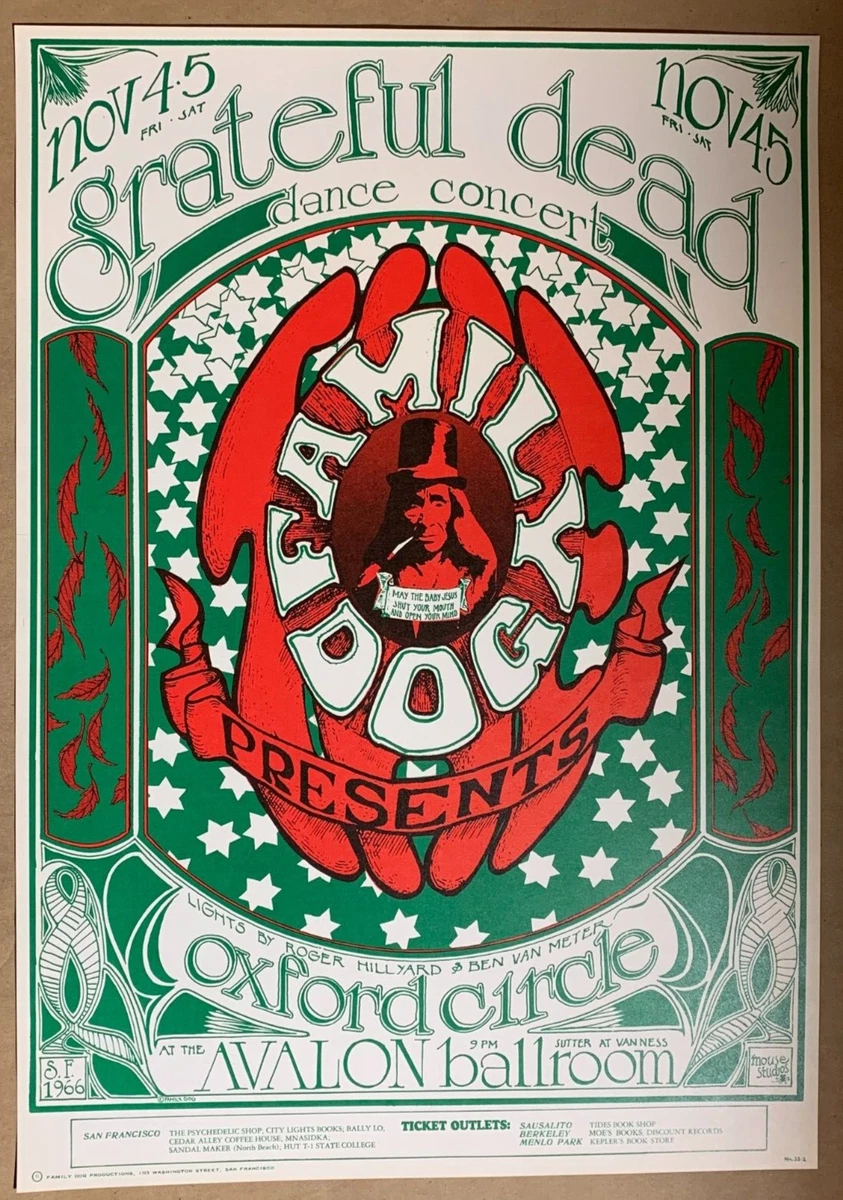 nov 4·5
FRI · SAT
nov 4·5
FRI · SAT
grateful dead
dance concert
FAMILY
DOG
MAY THE BABY JESUS
SHUT YOUR MOUTH
AND OPEN YOUR MIND
PRESENTS
LIGHTS BY ROGER HILLYARD & BEN VAN METER
oxford circle
AT THE AVALON ballroom
9 PM
SUTTER AT VAN NESS
S.F.
1966
mouse
studios
© FAMILY DOG
TICKET OUTLETS:
SAN FRANCISCO THE PSYCHEDELIC SHOP; CITY LIGHTS BOOKS; BALLY LO,
CEDAR ALLEY COFFEE HOUSE; MNASIDKA;
SANDAL MAKER (North Beach); HUT T-1 STATE COLLEGE
SAUSALITO TIDES BOOK SHOP
BERKELEY MOE'S BOOKS; DISCOUNT RECORDS
MENLO PARK KEPLER'S BOOK STORE
FAMILY DOG PRODUCTIONS, 1725 WASHINGTON STREET, SAN FRANCISCO